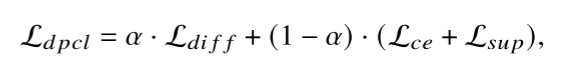 ℒ_{dpcl} = α · ℒ_{diff} + (1 − α) · (ℒ_{ce} + ℒ_{sup}),